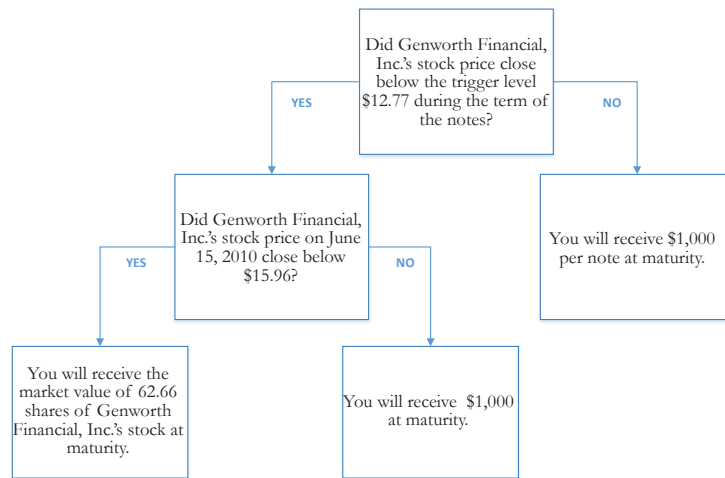 Did Genworth Financial,
Inc.'s stock price close
below the trigger level
$12.77 during the term of
the notes?
YES
NO
Did Genworth Financial,
Inc.'s stock price on June
15, 2010 close below
$15.96?
You will receive $1,000
per note at maturity.
YES
NO
You will receive the
market value of 62.66
shares of Genworth
Financial, Inc.'s stock at
maturity.
You will receive $1,000
at maturity.